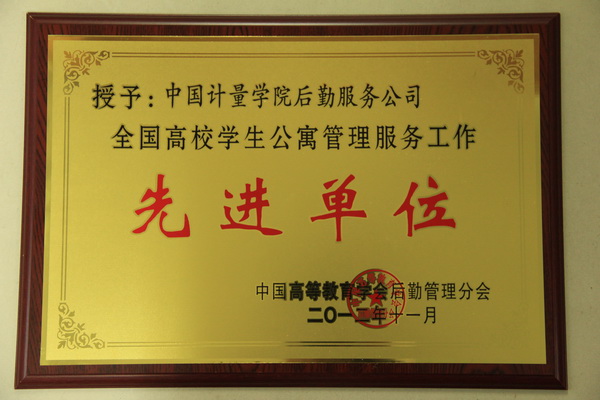 授予：中国计量学院后勤服务公司
全国高校学生公寓管理服务工作
先进单位
中国高等教育学会后勤管理分会
二〇一二年十一月